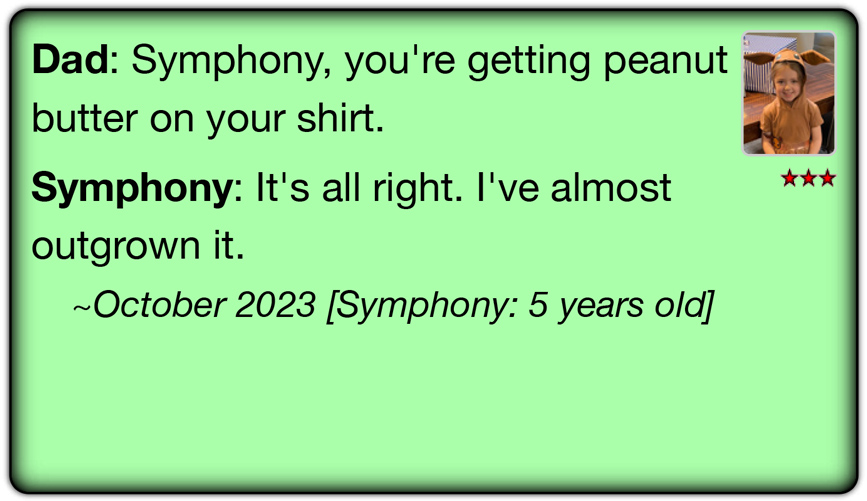 Dad: Symphony, you're getting peanut
butter on your shirt.
Symphony: It's all right. I've almost
outgrown it.
~October 2023 [Symphony: 5 years old]